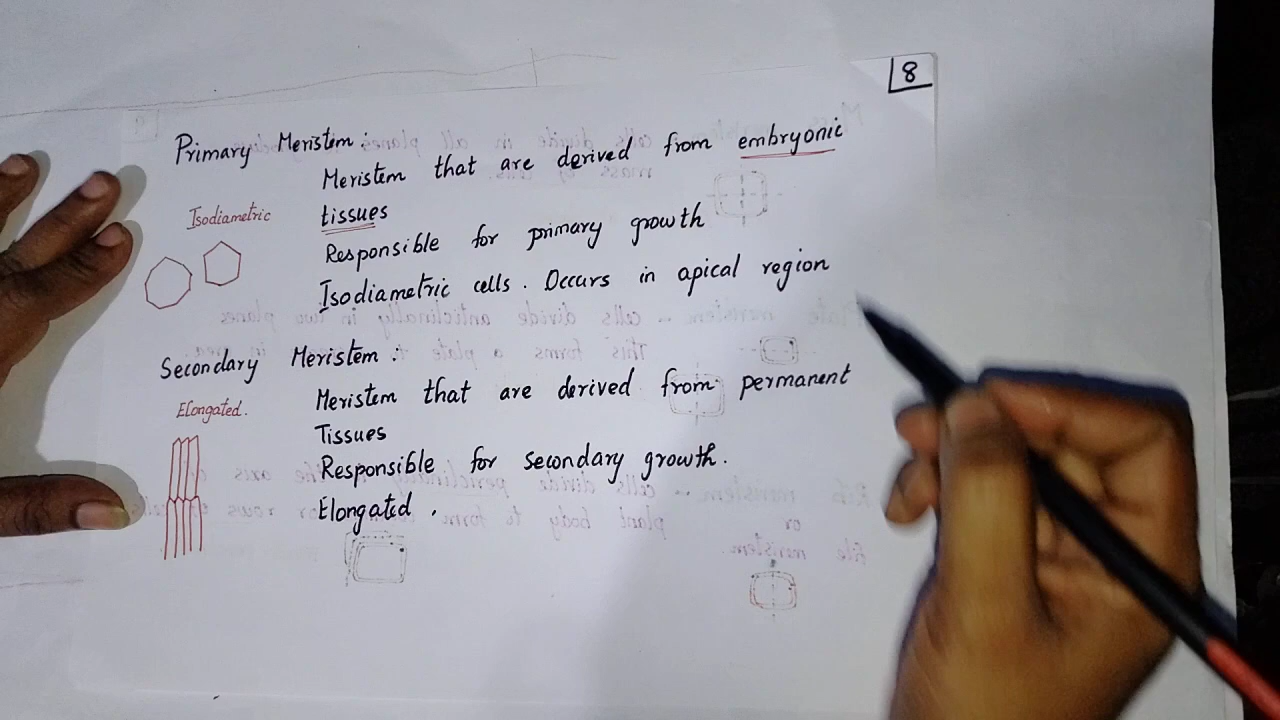 8
Primary Meristem :
Meristem that are derived from embryonic
Isodiametric
tissues
Responsible for primary growth
Isodiametric cells. Occurs in apical region
Secondary Meristem :
Elongated.
Meristem that are derived from permanent
Tissues
Responsible for secondary growth.
Elongated.